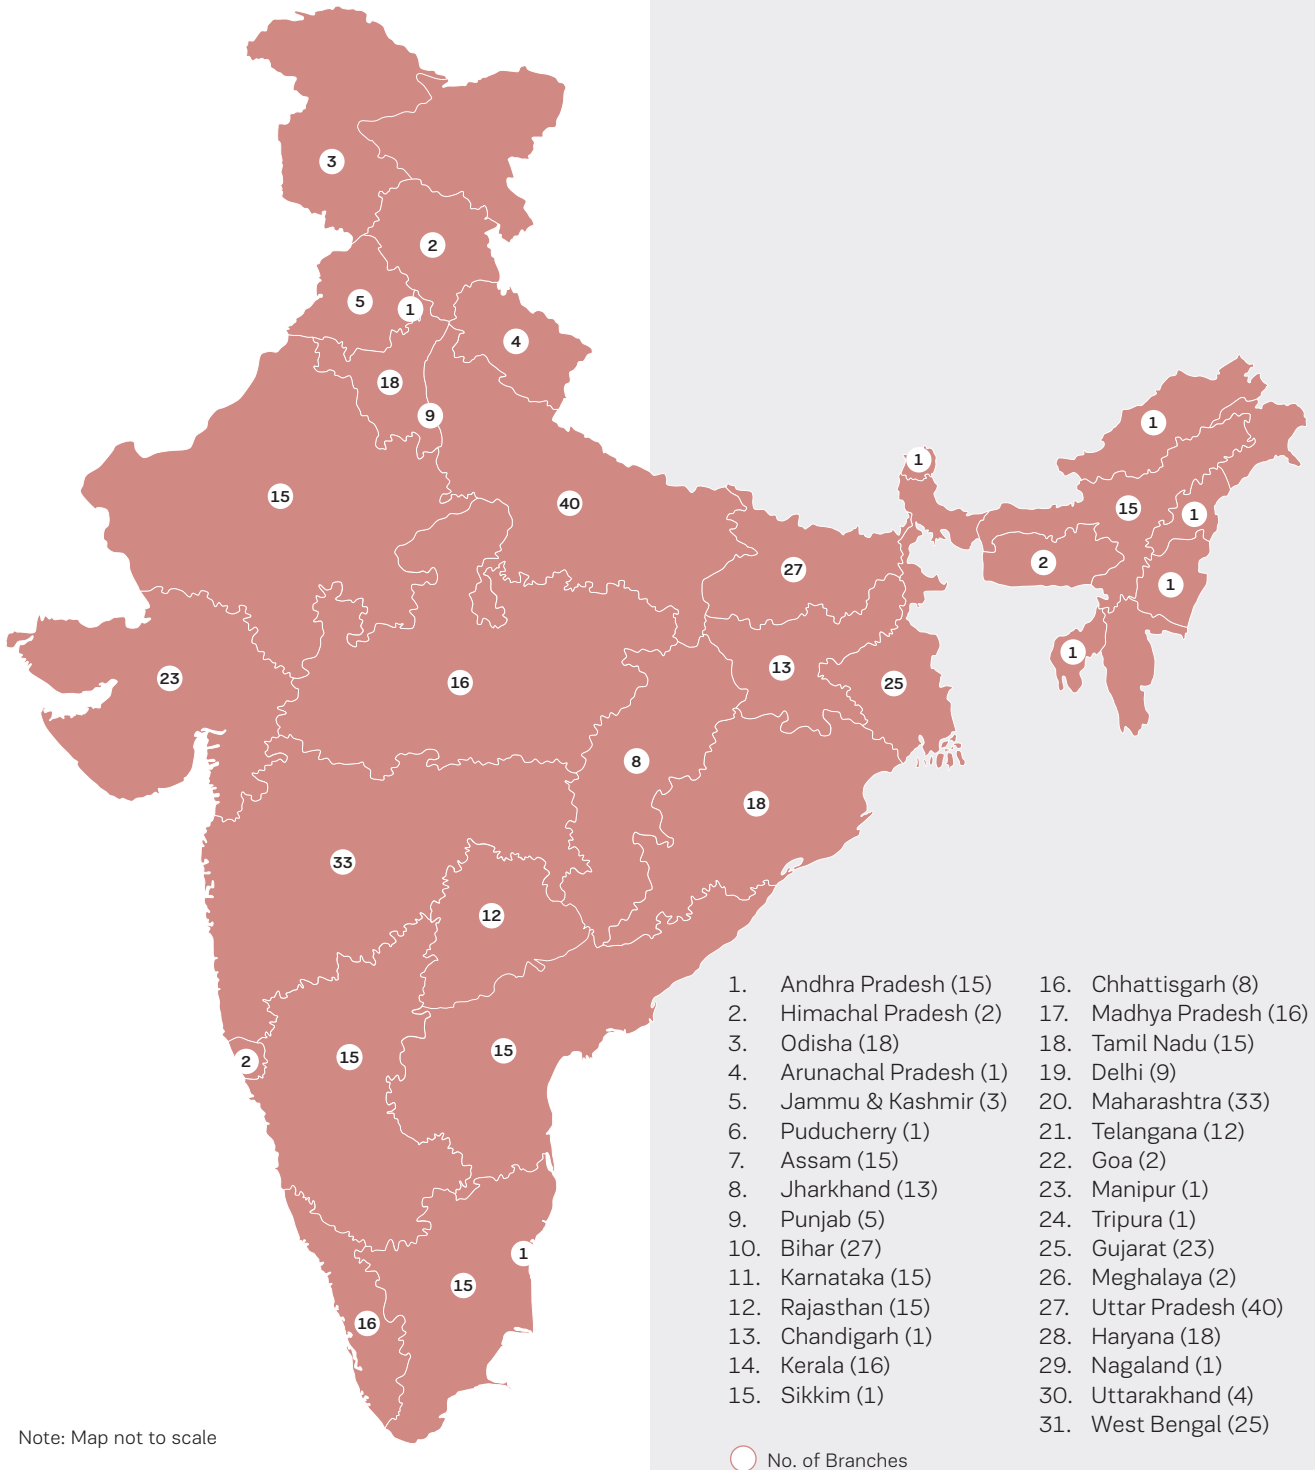 3
2
5
1
4
18
9
1
1
15
40
15
1
27
2
1
23
16
13
1
25
8
18
33
12
2
15
15
1
15
16
1. Andhra Pradesh (15)
2. Himachal Pradesh (2)
3. Odisha (18)
4. Arunachal Pradesh (1)
5. Jammu & Kashmir (3)
6. Puducherry (1)
7. Assam (15)
8. Jharkhand (13)
9. Punjab (5)
10. Bihar (27)
11. Karnataka (15)
12. Rajasthan (15)
13. Chandigarh (1)
14. Kerala (16)
15. Sikkim (1)
16. Chhattisgarh (8)
17. Madhya Pradesh (16)
18. Tamil Nadu (15)
19. Delhi (9)
20. Maharashtra (33)
21. Telangana (12)
22. Goa (2)
23. Manipur (1)
24. Tripura (1)
25. Gujarat (23)
26. Meghalaya (2)
27. Uttar Pradesh (40)
28. Haryana (18)
29. Nagaland (1)
30. Uttarakhand (4)
31. West Bengal (25)
Note: Map not to scale
No. of Branches